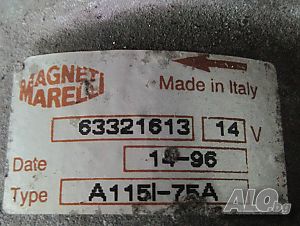 MAGNETI
MARELLI
Made in Italy
63321613 14 V
Date 14-96
Type A115I-75A
ALO.bg